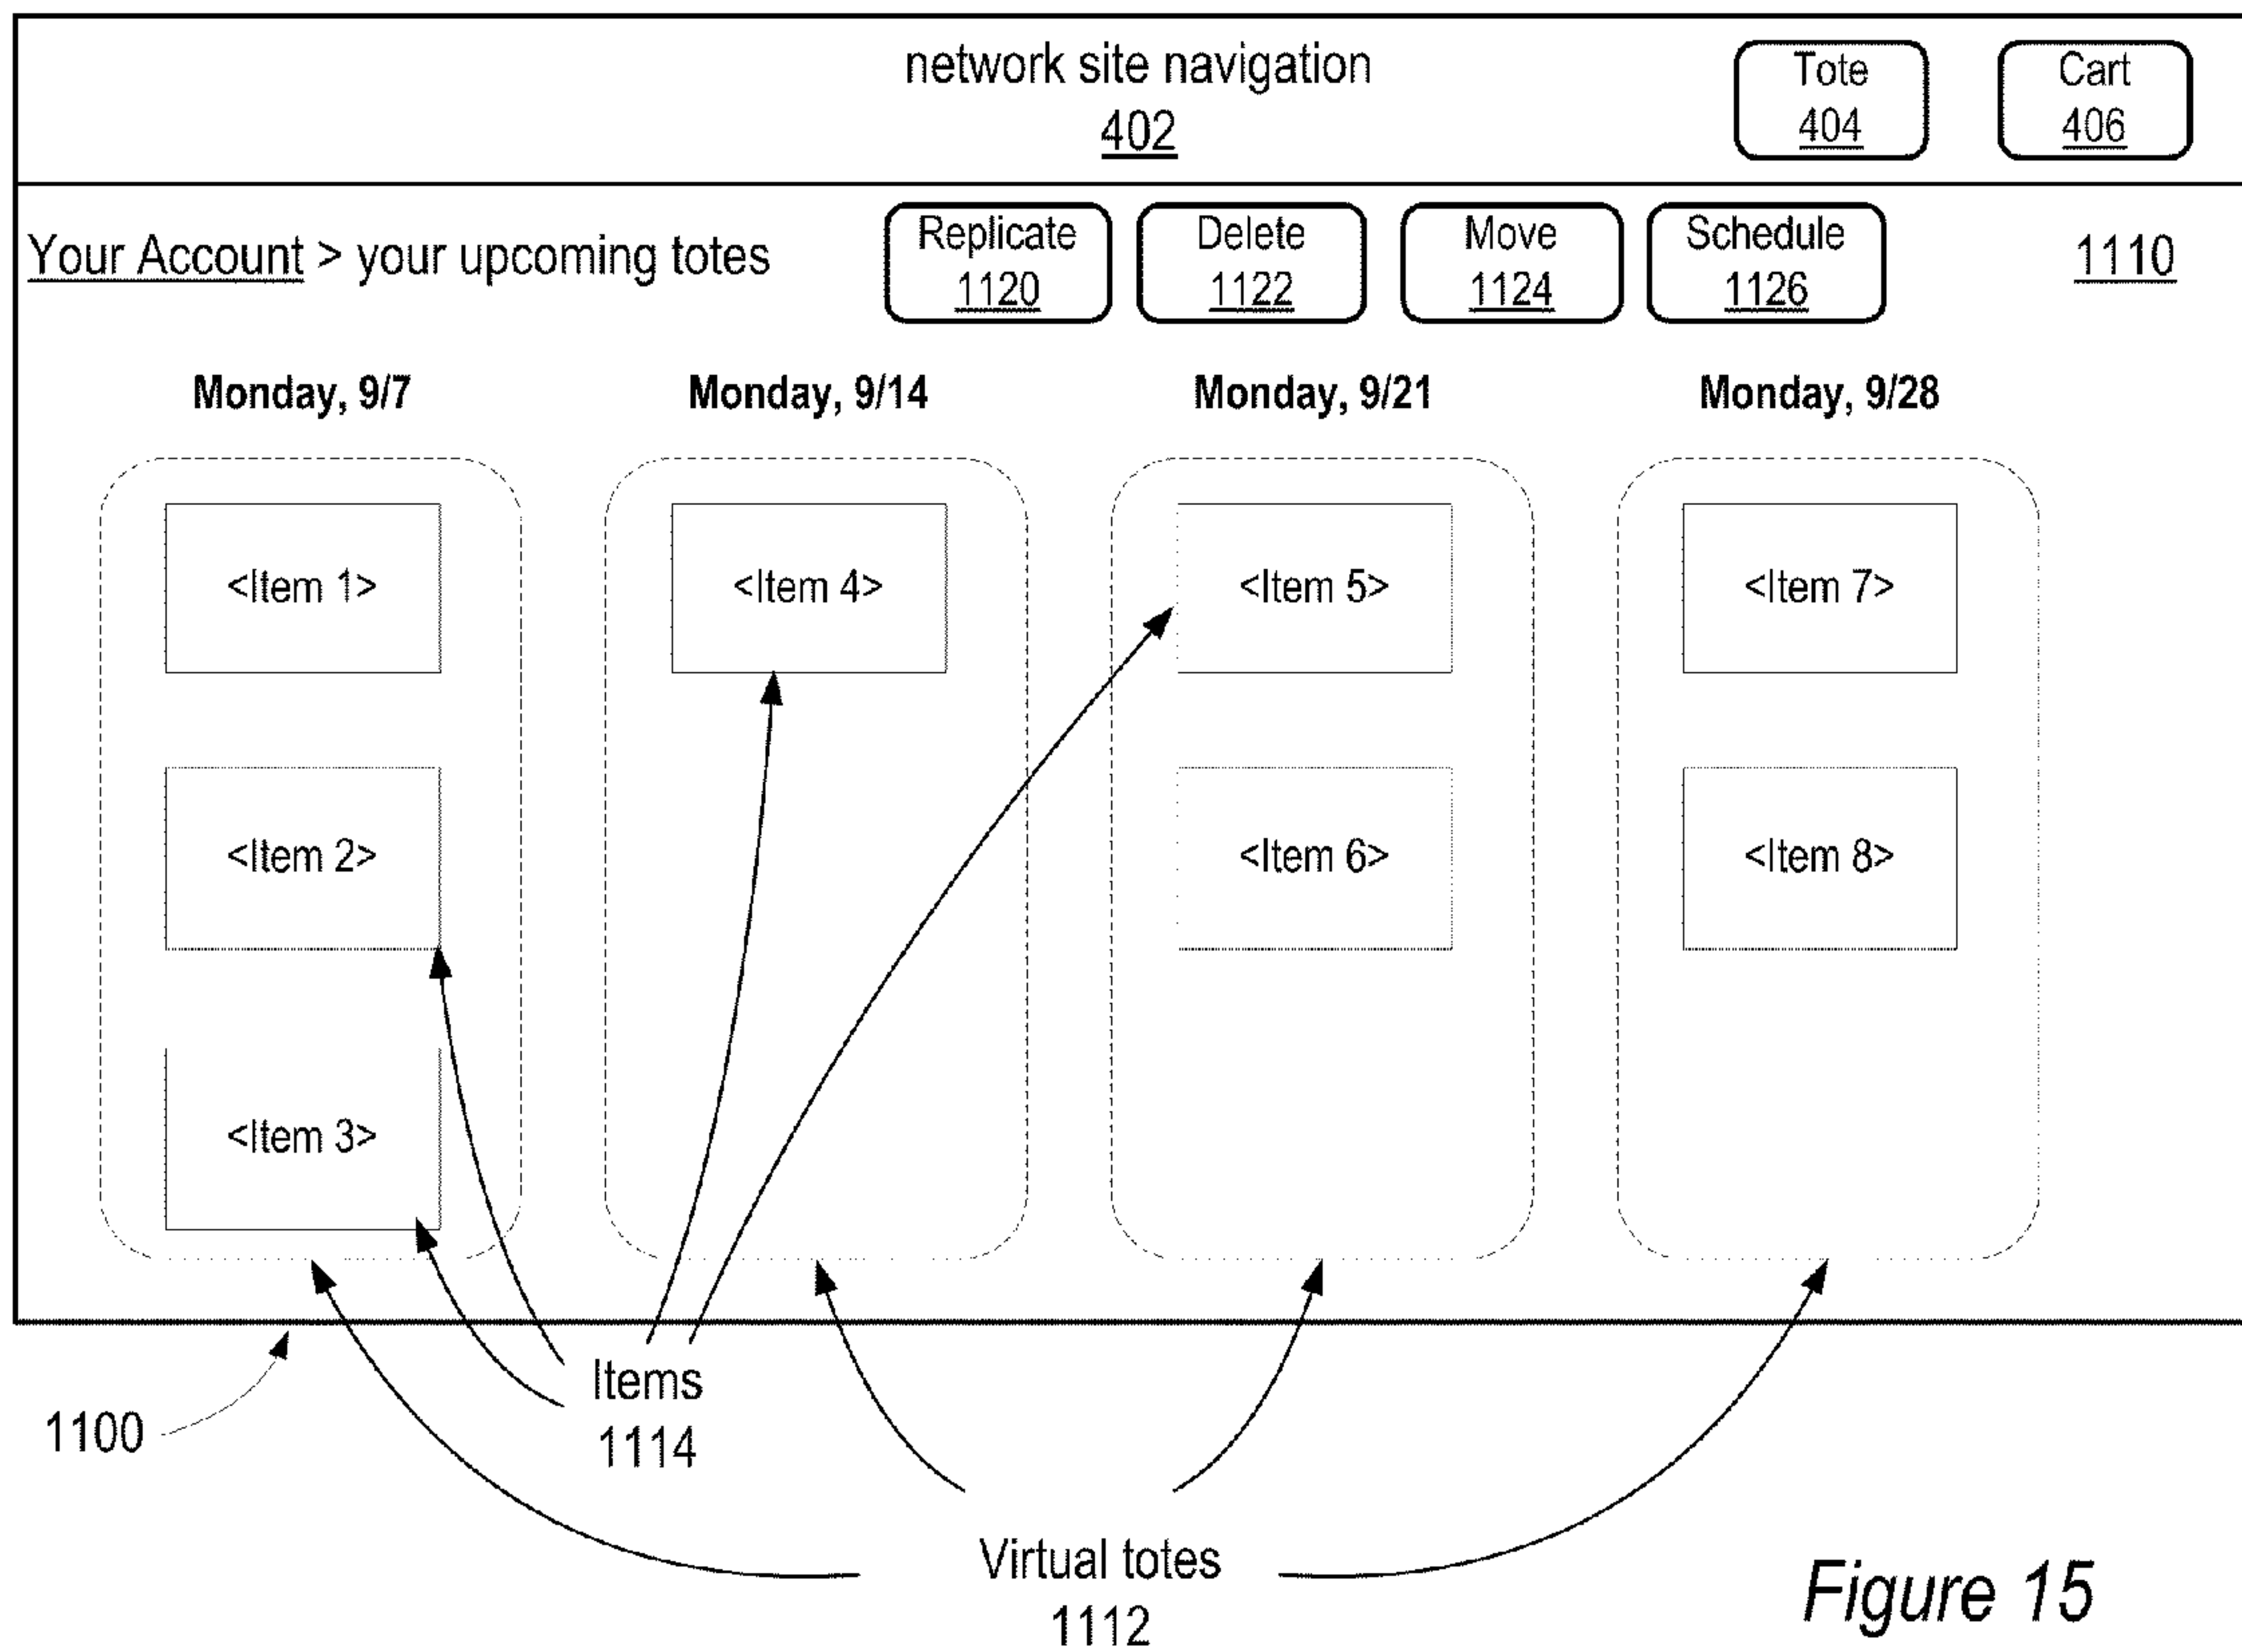 network site navigation
402
Tote
404
Cart
406
Your Account > your upcoming totes
Replicate
1120
Delete
1122
Move
1124
Schedule
1126
1110
Monday, 9/7
Monday, 9/14
Monday, 9/21
Monday, 9/28
<Item 1>
<Item 4>
<Item 5>
<Item 7>
<Item 2>
<Item 6>
<Item 8>
<Item 3>
Items
1114
1100
Virtual totes
1112
Figure 15